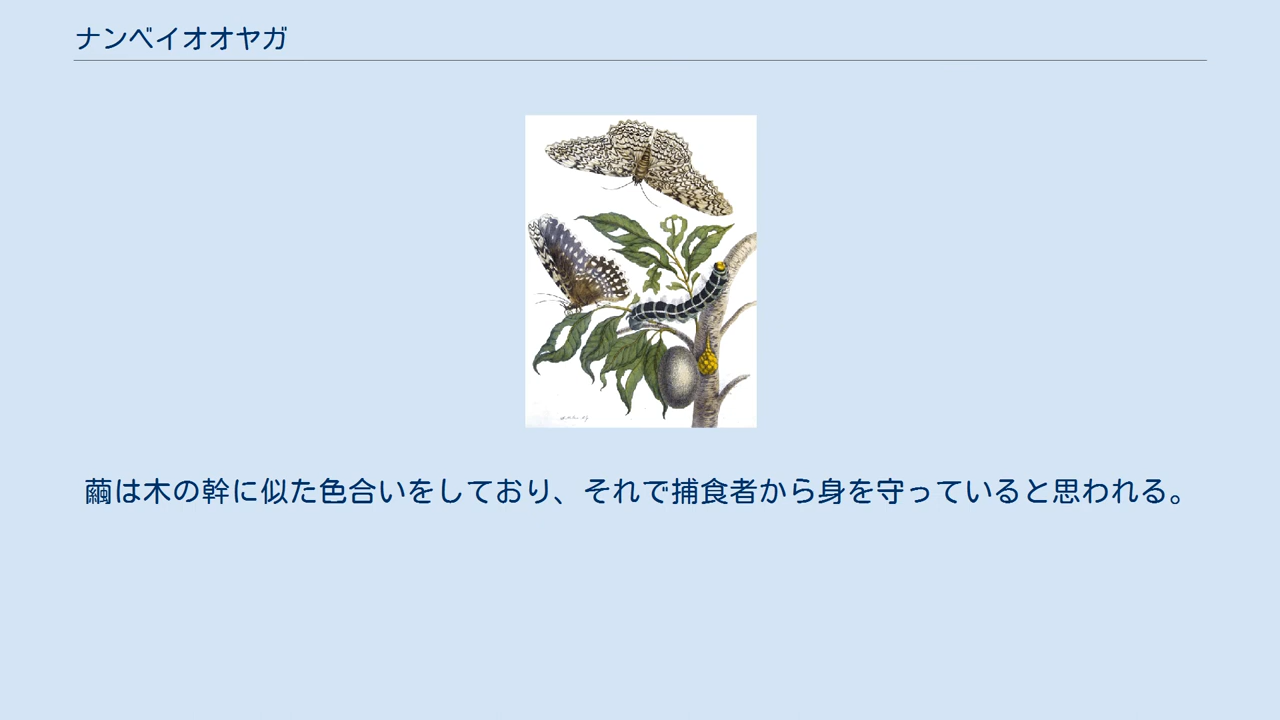 ナンベイオオヤガ
繭は木の幹に似た色合いをしており、それで捕食者から身を守っていると思われる。